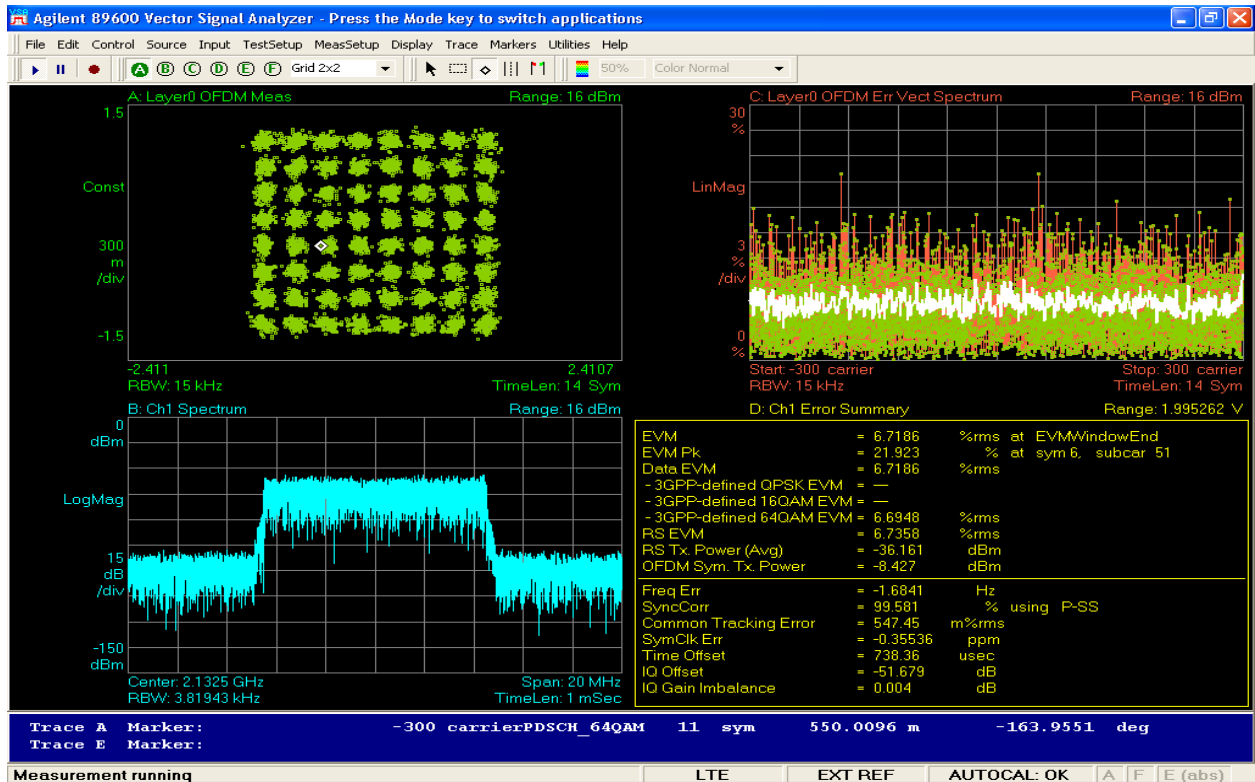 Agilent 89600 Vector Signal Analyzer - Press the Mode key to switch applications
File Edit Control Source Input TestSetup MeasSetup Display Trace Markers Utilities Help
A B C D E F Grid 2x2 50% Color Normal
A: Layer0 OFDM Meas Range: 16 dBm
1.5
Const
300
m
/div
-1.5
-2.411 2.4107
RBW: 15 kHz TimeLen: 14 Sym
C: Layer0 OFDM Err Vect Spectrum Range: 16 dBm
30
%
LinMag
3
%
/div
0
%
Start: -300 carrier Stop: 300 carrier
RBW: 15 kHz TimeLen: 14 Sym
B: Ch1 Spectrum Range: 16 dBm
0
dBm
LogMag
15
dB
/div
-150
dBm
Center: 2.1325 GHz Span: 20 MHz
RBW: 3.81943 kHz TimeLen: 1 mSec
D: Ch1 Error Summary Range: 1.995262 V
EVM = 6.7186 %rms at EVMWindowEnd
EVM Pk = 21.923 % at sym 6, subcar 51
Data EVM = 6.7186 %rms
- 3GPP-defined QPSK EVM = —
- 3GPP-defined 16QAM EVM = —
- 3GPP-defined 64QAM EVM = 6.6948 %rms
RS EVM = 6.7358 %rms
RS Tx. Power (Avg) = -36.161 dBm
OFDM Sym. Tx. Power = -8.427 dBm
Freq Err = -1.6841 Hz
SyncCorr = 99.581 % using P-SS
Common Tracking Error = 547.45 m%rms
SymClk Err = -0.35536 ppm
Time Offset = 738.36 usec
IQ Offset = -51.679 dB
IQ Gain Imbalance = 0.004 dB
Trace A Marker: -300 carrierPDSCH_64QAM 11 sym 550.0096 m -163.9551 deg
Trace E Marker:
Measurement running LTE EXT REF AUTOCAL: OK A F E (abs)